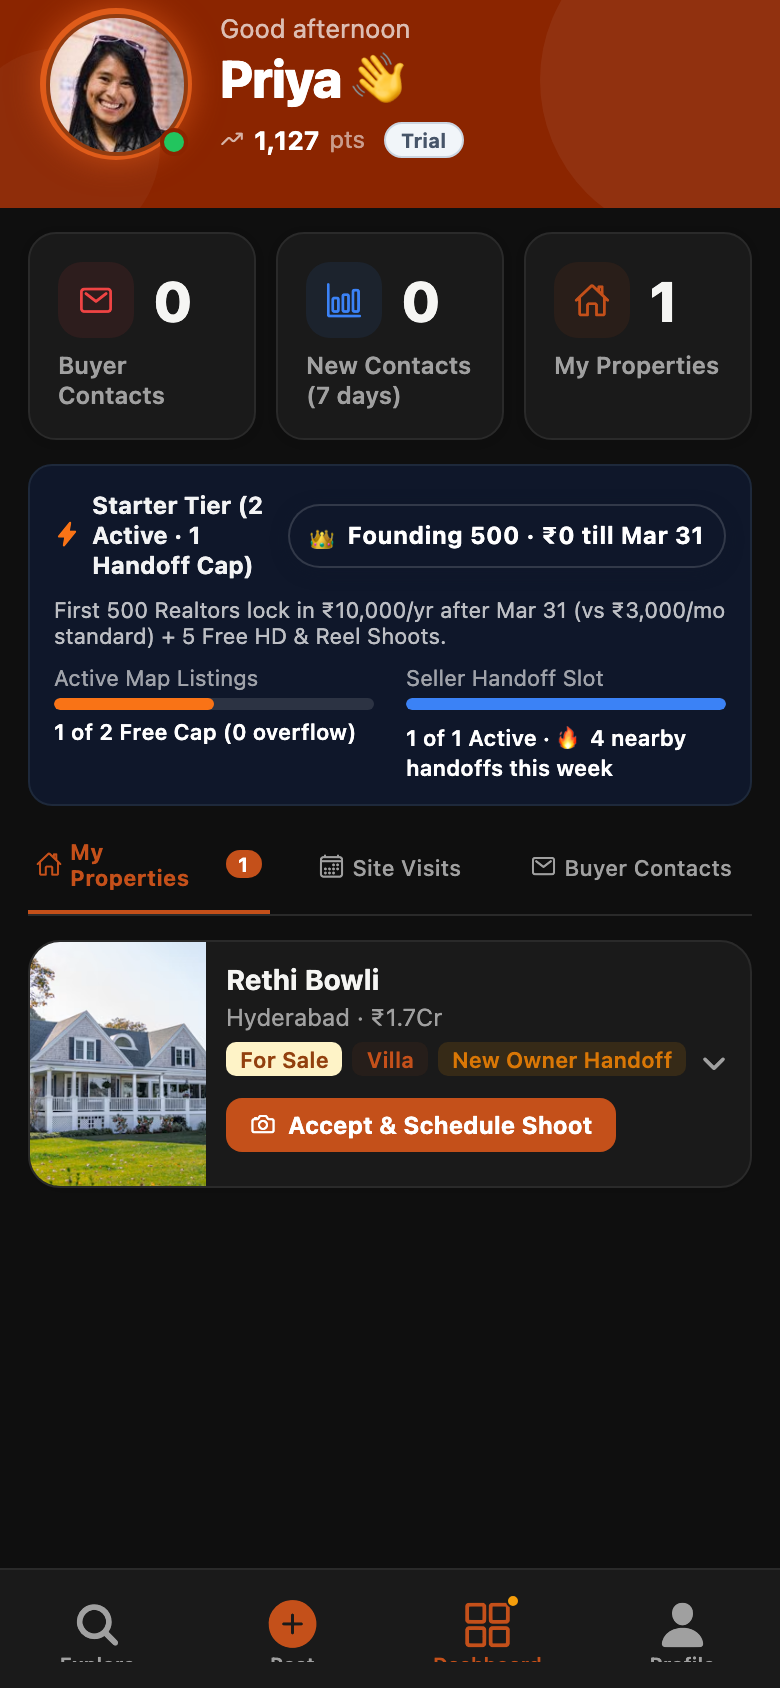 Good afternoon
Priya 👋
1,127 pts Trial
0
Buyer
Contacts
0
New Contacts
(7 days)
1
My Properties
Starter Tier (2
Active · 1
Handoff Cap)
👑 Founding 500 · ₹0 till Mar 31
First 500 Realtors lock in ₹10,000/yr after Mar 31 (vs ₹3,000/mo
standard) + 5 Free HD & Reel Shoots.
Active Map Listings
1 of 2 Free Cap (0 overflow)
Seller Handoff Slot
1 of 1 Active · 🔥 4 nearby
handoffs this week
My
Properties
1
Site Visits
Buyer Contacts
Rethi Bowli
Hyderabad · ₹1.7Cr
For Sale Villa New Owner Handoff
Accept & Schedule Shoot
Explore Post Dashboard Profile